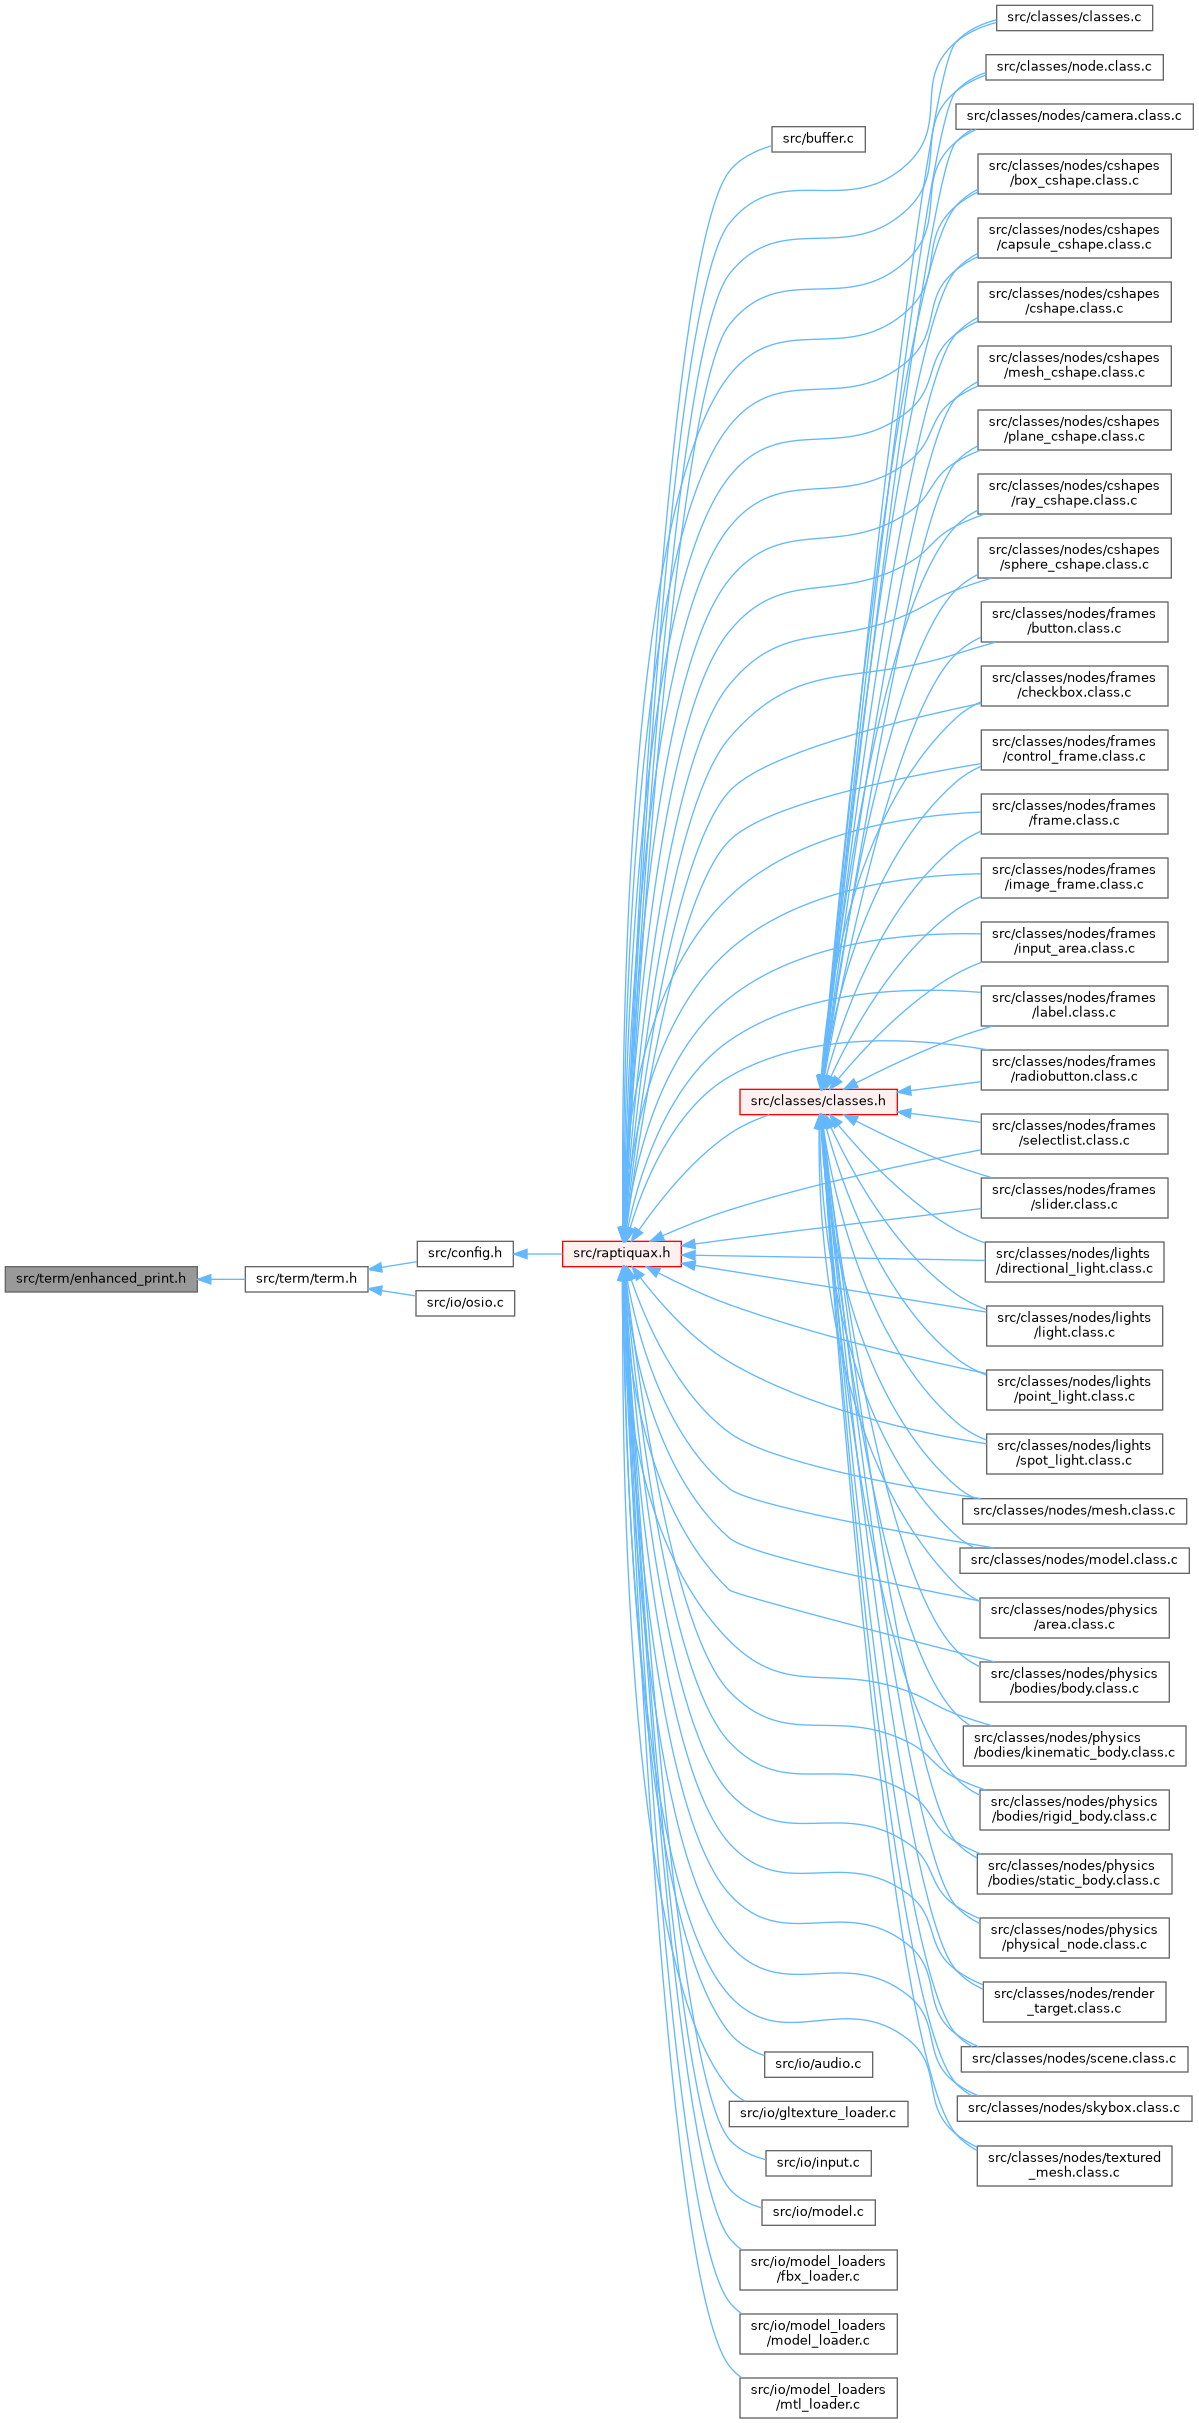 src/classes/classes.c
src/classes/node.class.c
src/classes/nodes/camera.class.c
src/buffer.c
src/classes/nodes/cshapes
/box_cshape.class.c
src/classes/nodes/cshapes
/capsule_cshape.class.c
src/classes/nodes/cshapes
/cshape.class.c
src/classes/nodes/cshapes
/mesh_cshape.class.c
src/classes/nodes/cshapes
/plane_cshape.class.c
src/classes/nodes/cshapes
/ray_cshape.class.c
src/classes/nodes/cshapes
/sphere_cshape.class.c
src/classes/nodes/frames
/button.class.c
src/classes/nodes/frames
/checkbox.class.c
src/classes/nodes/frames
/control_frame.class.c
src/classes/nodes/frames
/frame.class.c
src/classes/nodes/frames
/image_frame.class.c
src/classes/nodes/frames
/input_area.class.c
src/classes/nodes/frames
/label.class.c
src/classes/nodes/frames
/radiobutton.class.c
src/classes/classes.h
src/classes/nodes/frames
/selectlist.class.c
src/classes/nodes/frames
/slider.class.c
src/term/enhanced_print.h
src/term/term.h
src/config.h
src/io/osio.c
src/raptiquax.h
src/classes/nodes/lights
/directional_light.class.c
src/classes/nodes/lights
/light.class.c
src/classes/nodes/lights
/point_light.class.c
src/classes/nodes/lights
/spot_light.class.c
src/classes/nodes/mesh.class.c
src/classes/nodes/model.class.c
src/classes/nodes/physics
/area.class.c
src/classes/nodes/physics
/bodies/body.class.c
src/classes/nodes/physics
/bodies/kinematic_body.class.c
src/classes/nodes/physics
/bodies/rigid_body.class.c
src/classes/nodes/physics
/bodies/static_body.class.c
src/classes/nodes/physics
/physical_node.class.c
src/classes/nodes/render
_target.class.c
src/classes/nodes/scene.class.c
src/io/audio.c
src/classes/nodes/skybox.class.c
src/io/gltexture_loader.c
src/classes/nodes/textured
_mesh.class.c
src/io/input.c
src/io/model.c
src/io/model_loaders
/fbx_loader.c
src/io/model_loaders
/model_loader.c
src/io/model_loaders
/mtl_loader.c